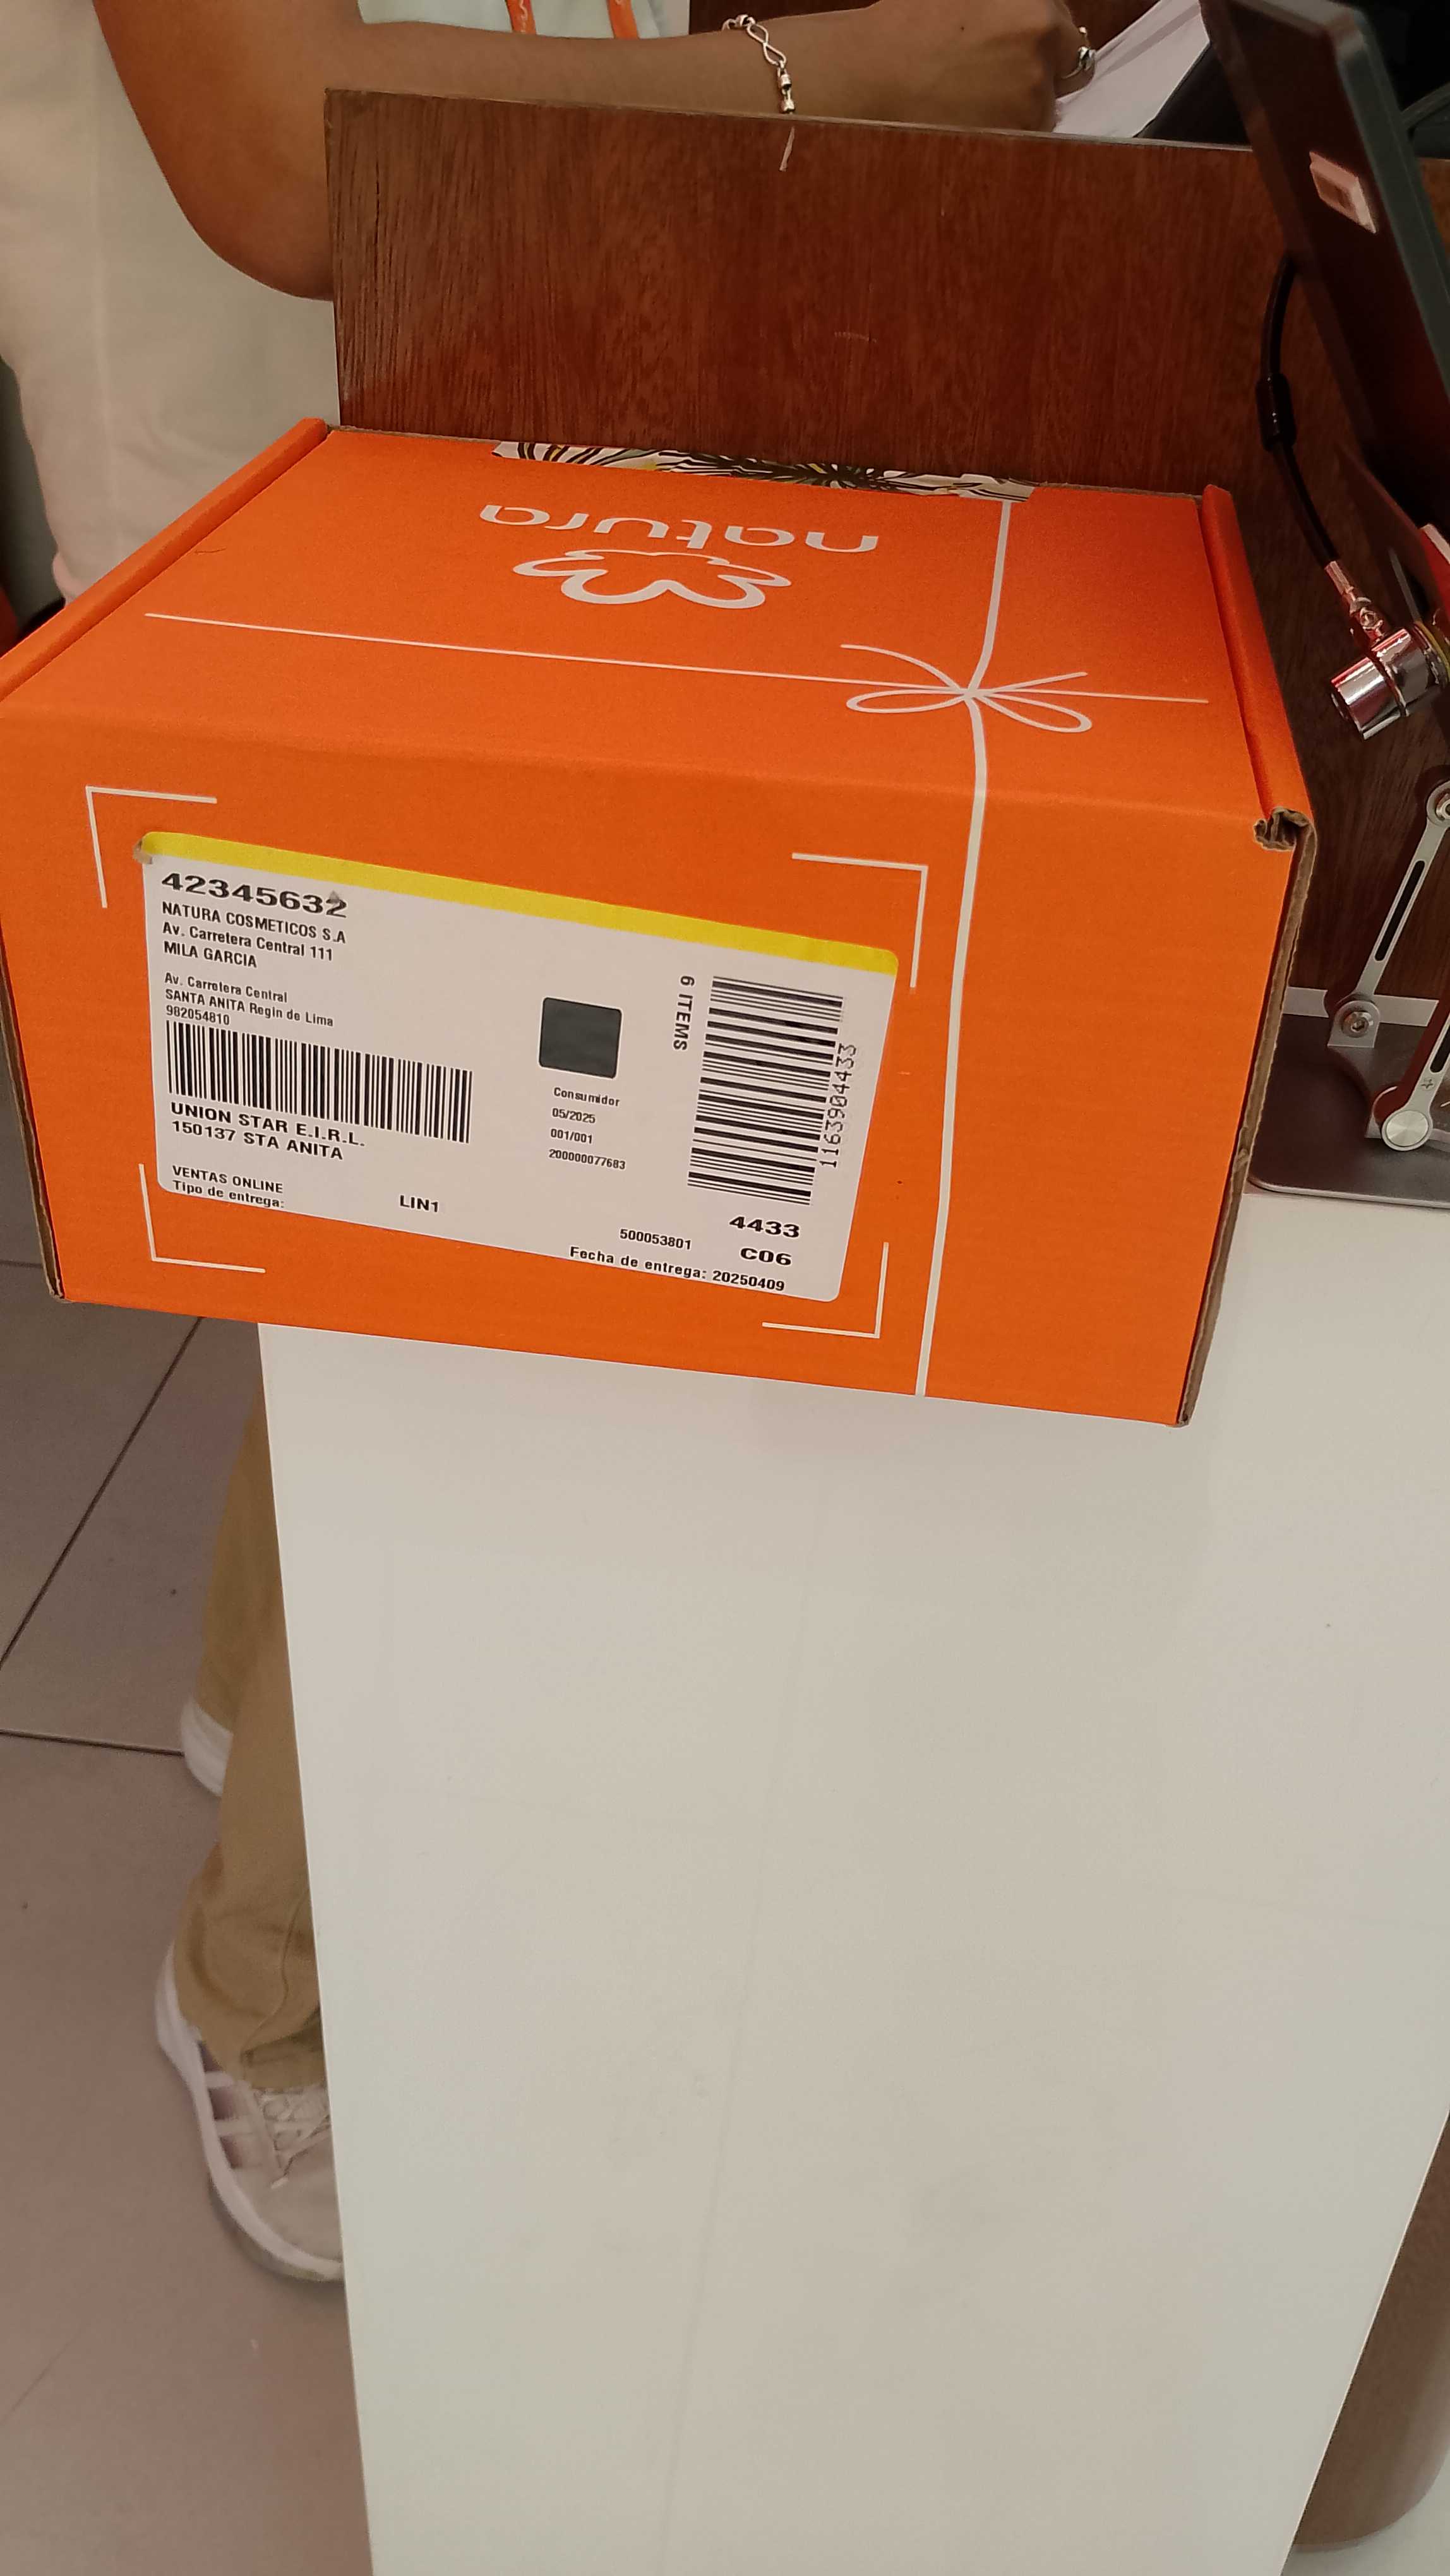 natura
42345632
NATURA COSMETICOS S.A
Av. Carretera Central 111
MILA GARCIA
Av. Carretera Central
SANTA ANITA Regin de Lima
982054810
UNION STAR E.I.R.L.
150137 STA ANITA
VENTAS ONLINE
Tipo de entrega:
LIN1
Consumidor
05/2025
001/001
200000077683
6 ITEMS
11639044433
4433
500053801
C06
Fecha de entrega: 20250409